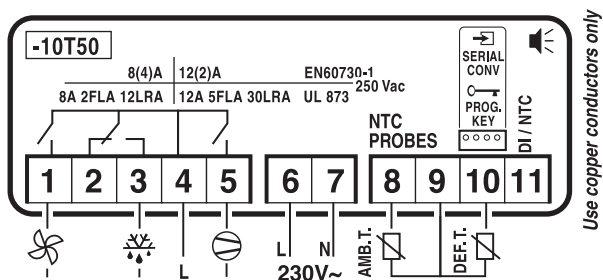 -10T50
8(4)A 12(2)A EN60730-1
250 Vac
8A 2FLA 12LRA 12A 5FLA 30LRA UL 873
SERIAL
CONV
PROG.
KEY
DI / NTC
NTC
PROBES
1 2 3 4 5 6 7 8 9 10 11
L
L N
230V~
AMB.T.
DEF.T.
Use copper conductors only